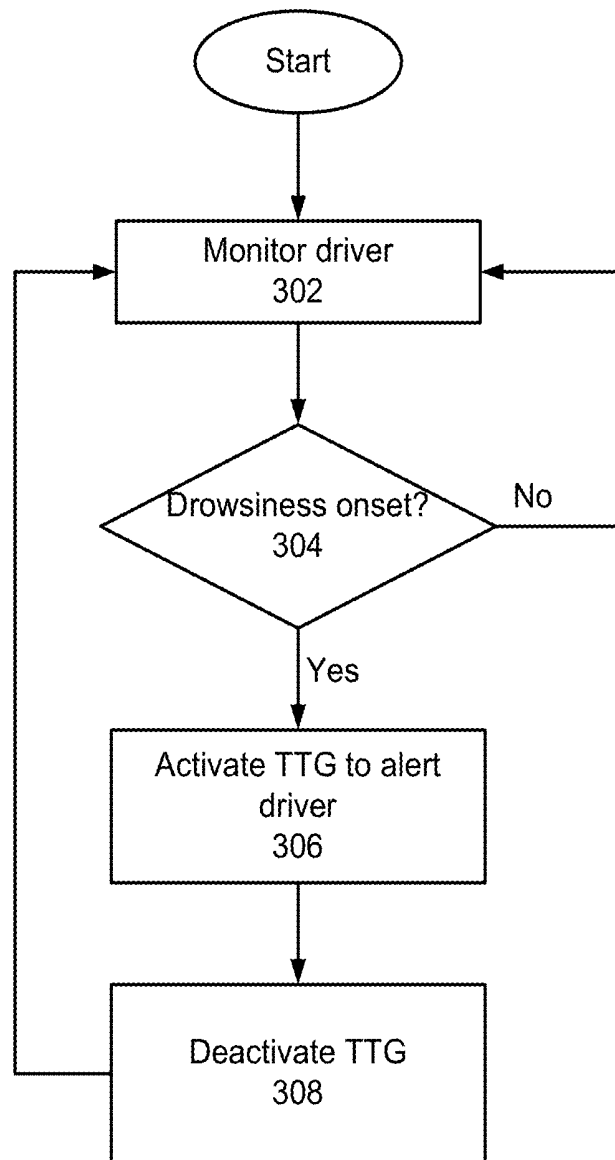 Start
Monitor driver
302
Drowsiness onset?
304
No
Yes
Activate TTG to alert
driver
306
Deactivate TTG
308